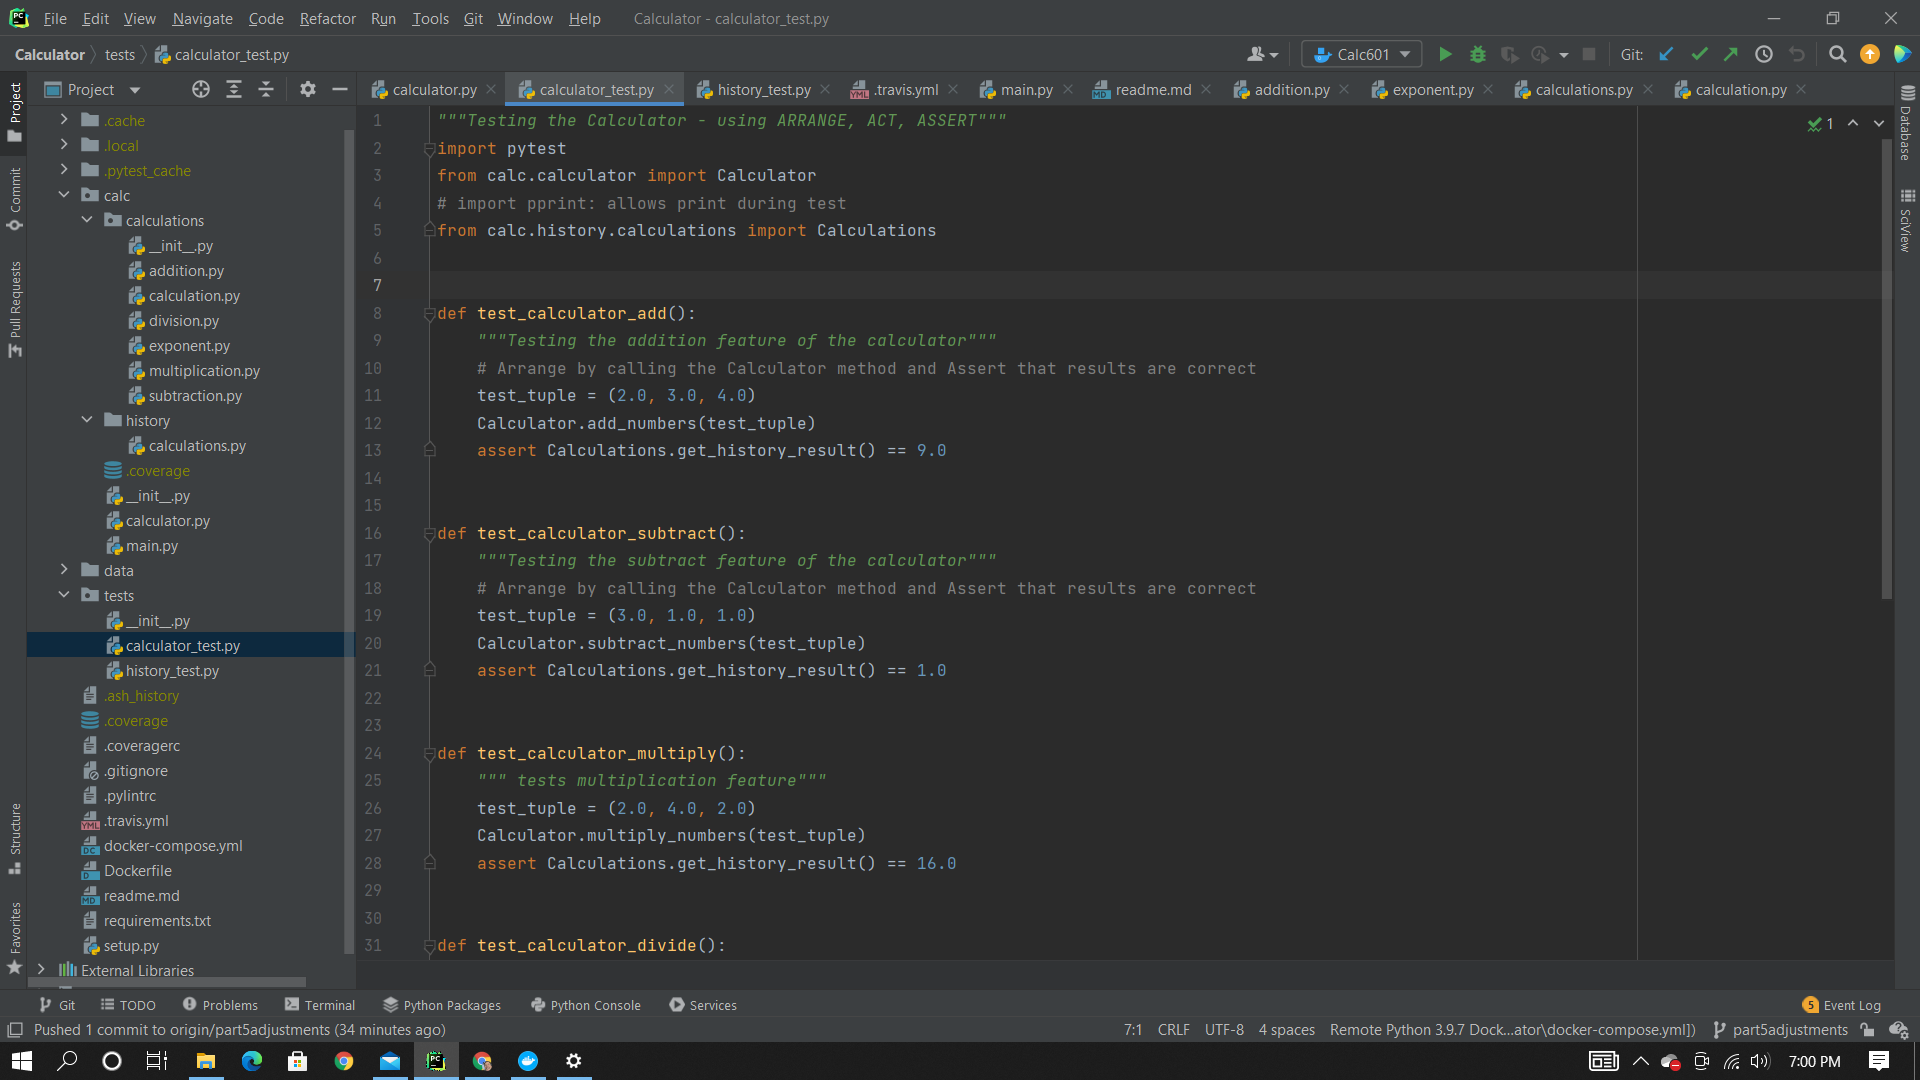 File Edit View Navigate Code Refactor Run Tools Git Window Help Calculator - calculator_test.py
Calculator tests calculator_test.py Calc601 Git:
Project calculator.py calculator_test.py history_test.py .travis.yml main.py readme.md addition.py exponent.py calculations.py calculation.py
Project
Commit
Pull Requests
Structure
Favorites
.cache
.local
.pytest_cache
calc
calculations
__init__.py
addition.py
calculation.py
division.py
exponent.py
multiplication.py
subtraction.py
history
calculations.py
.coverage
__init__.py
calculator.py
main.py
data
tests
__init__.py
calculator_test.py
history_test.py
.ash_history
.coverage
.coveragerc
.gitignore
.pylintrc
.travis.yml
docker-compose.yml
Dockerfile
readme.md
requirements.txt
setup.py
External Libraries
1 """Testing the Calculator - using ARRANGE, ACT, ASSERT"""
2 import pytest
3 from calc.calculator import Calculator
4 # import pprint: allows print during test
5 from calc.history.calculations import Calculations
6
7
8 def test_calculator_add():
9 """Testing the addition feature of the calculator"""
10 # Arrange by calling the Calculator method and Assert that results are correct
11 test_tuple = (2.0, 3.0, 4.0)
12 Calculator.add_numbers(test_tuple)
13 assert Calculations.get_history_result() == 9.0
14
15
16 def test_calculator_subtract():
17 """Testing the subtract feature of the calculator"""
18 # Arrange by calling the Calculator method and Assert that results are correct
19 test_tuple = (3.0, 1.0, 1.0)
20 Calculator.subtract_numbers(test_tuple)
21 assert Calculations.get_history_result() == 1.0
22
23
24 def test_calculator_multiply():
25 """ tests multiplication feature"""
26 test_tuple = (2.0, 4.0, 2.0)
27 Calculator.multiply_numbers(test_tuple)
28 assert Calculations.get_history_result() == 16.0
29
30
31 def test_calculator_divide():
1
Database
SciView
Git TODO Problems Terminal Python Packages Python Console Services 5 Event Log
Pushed 1 commit to origin/part5adjustments (34 minutes ago) 7:1 CRLF UTF-8 4 spaces Remote Python 3.9.7 Dock...ator\docker-compose.yml]) part5adjustments
7:00 PM